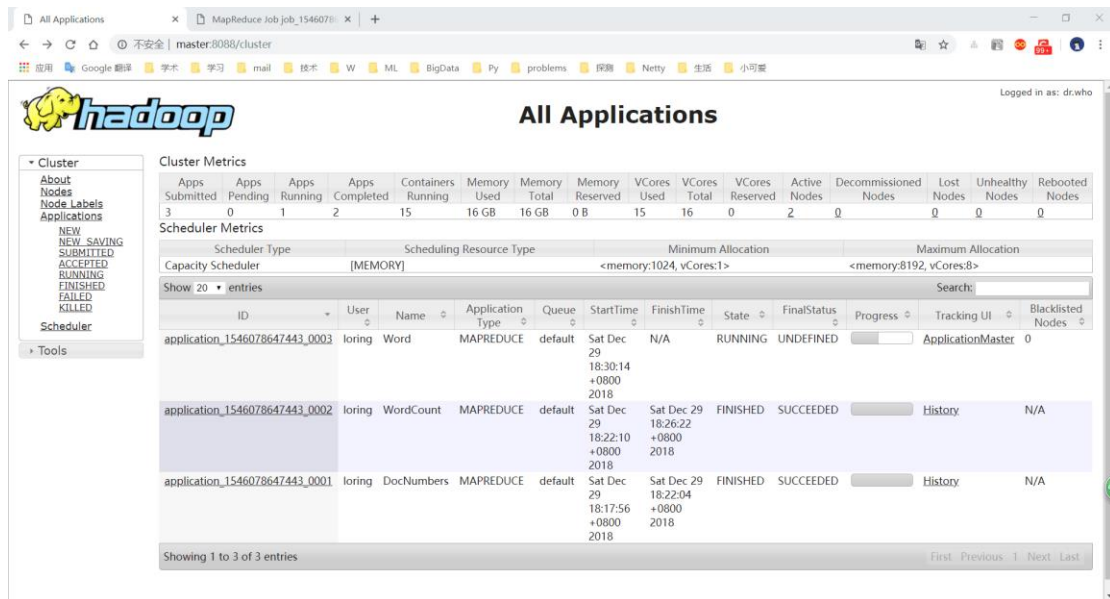 All Applications
MapReduce Job job_1546078
不安全 | master:8088/cluster
99+
应用 Google 翻译 学术 学习 mail 技术 W ML BigData Py problems 探测 Netty 生活 小可爱
hadoop
All Applications
Logged in as: dr.who
Cluster
About
Nodes
Node Labels
Applications
NEW
NEW_SAVING
SUBMITTED
ACCEPTED
RUNNING
FINISHED
FAILED
KILLED
Scheduler
Tools
Cluster Metrics
Apps Submitted Apps Pending Apps Running Apps Completed Containers Running Memory Used Memory Total Memory Reserved VCores Used VCores Total VCores Reserved Active Nodes Decommissioned Nodes Lost Nodes Unhealthy Nodes Rebooted Nodes
3 0 1 2 15 16 GB 16 GB 0 B 15 16 0 2 0 0 0 0
Scheduler Metrics
Scheduler Type Scheduling Resource Type Minimum Allocation Maximum Allocation
Capacity Scheduler [MEMORY] <memory:1024, vCores:1> <memory:8192, vCores:8>
Show 20 entries Search:
ID User Name Application Type Queue StartTime FinishTime State FinalStatus Progress Tracking UI Blacklisted Nodes
application_1546078647443_0003 loring Word MAPREDUCE default Sat Dec 29 18:30:14 +0800 2018 N/A RUNNING UNDEFINED ApplicationMaster 0
application_1546078647443_0002 loring WordCount MAPREDUCE default Sat Dec 29 18:22:10 +0800 2018 Sat Dec 29 18:26:22 +0800 2018 FINISHED SUCCEEDED History N/A
application_1546078647443_0001 loring DocNumbers MAPREDUCE default Sat Dec 29 18:17:56 +0800 2018 Sat Dec 29 18:22:04 +0800 2018 FINISHED SUCCEEDED History N/A
Showing 1 to 3 of 3 entries
First Previous 1 Next Last